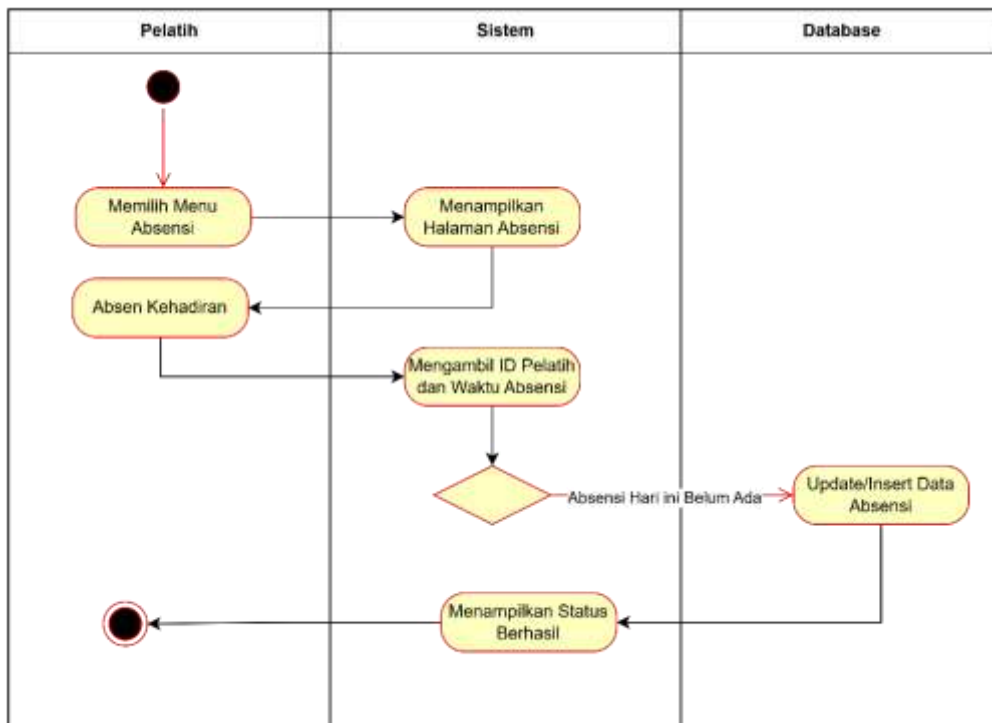 Pelatih
Sistem
Database
Memilih Menu
Absensi
Menampilkan
Halaman Absensi
Absen Kehadiran
Mengambil ID Pelatih
dan Waktu Absensi
Absensi Hari ini Belum Ada
Update/Insert Data
Absensi
Menampilkan Status
Berhasil